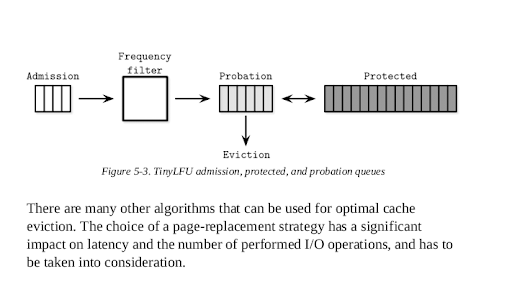 Frequency
filter
Admission
Probation
Protected
Eviction
Figure 5-3. TinyLFU admission, protected, and probation queues
There are many other algorithms that can be used for optimal cache
eviction. The choice of a page-replacement strategy has a significant
impact on latency and the number of performed I/O operations, and has to
be taken into consideration.